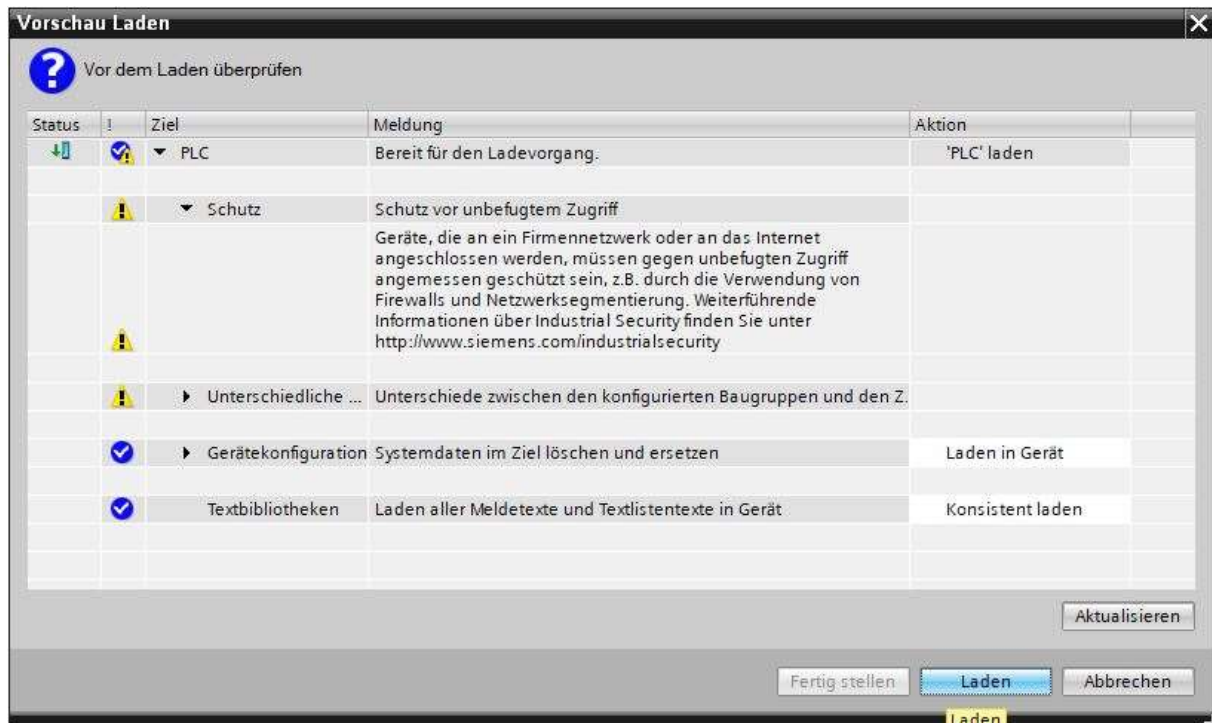 Vorschau Laden
Vor dem Laden überprüfen
Status ! Ziel Meldung Aktion
PLC Bereit für den Ladevorgang. 'PLC' laden
Schutz Schutz vor unbefugtem Zugriff
Geräte, die an ein Firmennetzwerk oder an das Internet
angeschlossen werden, müssen gegen unbefugten Zugriff
angemessen geschützt sein, z.B. durch die Verwendung von
Firewalls und Netzwerksegmentierung. Weiterführende
Informationen über Industrial Security finden Sie unter
http://www.siemens.com/industrialsecurity
Unterschiedliche ... Unterschiede zwischen den konfigurierten Baugruppen und den Z.
Gerätekonfiguration Systemdaten im Ziel löschen und ersetzen Laden in Gerät
Textbibliotheken Laden aller Meldetexte und Textlistentexte in Gerät Konsistent laden
Aktualisieren
Fertig stellen Laden Abbrechen
Laden